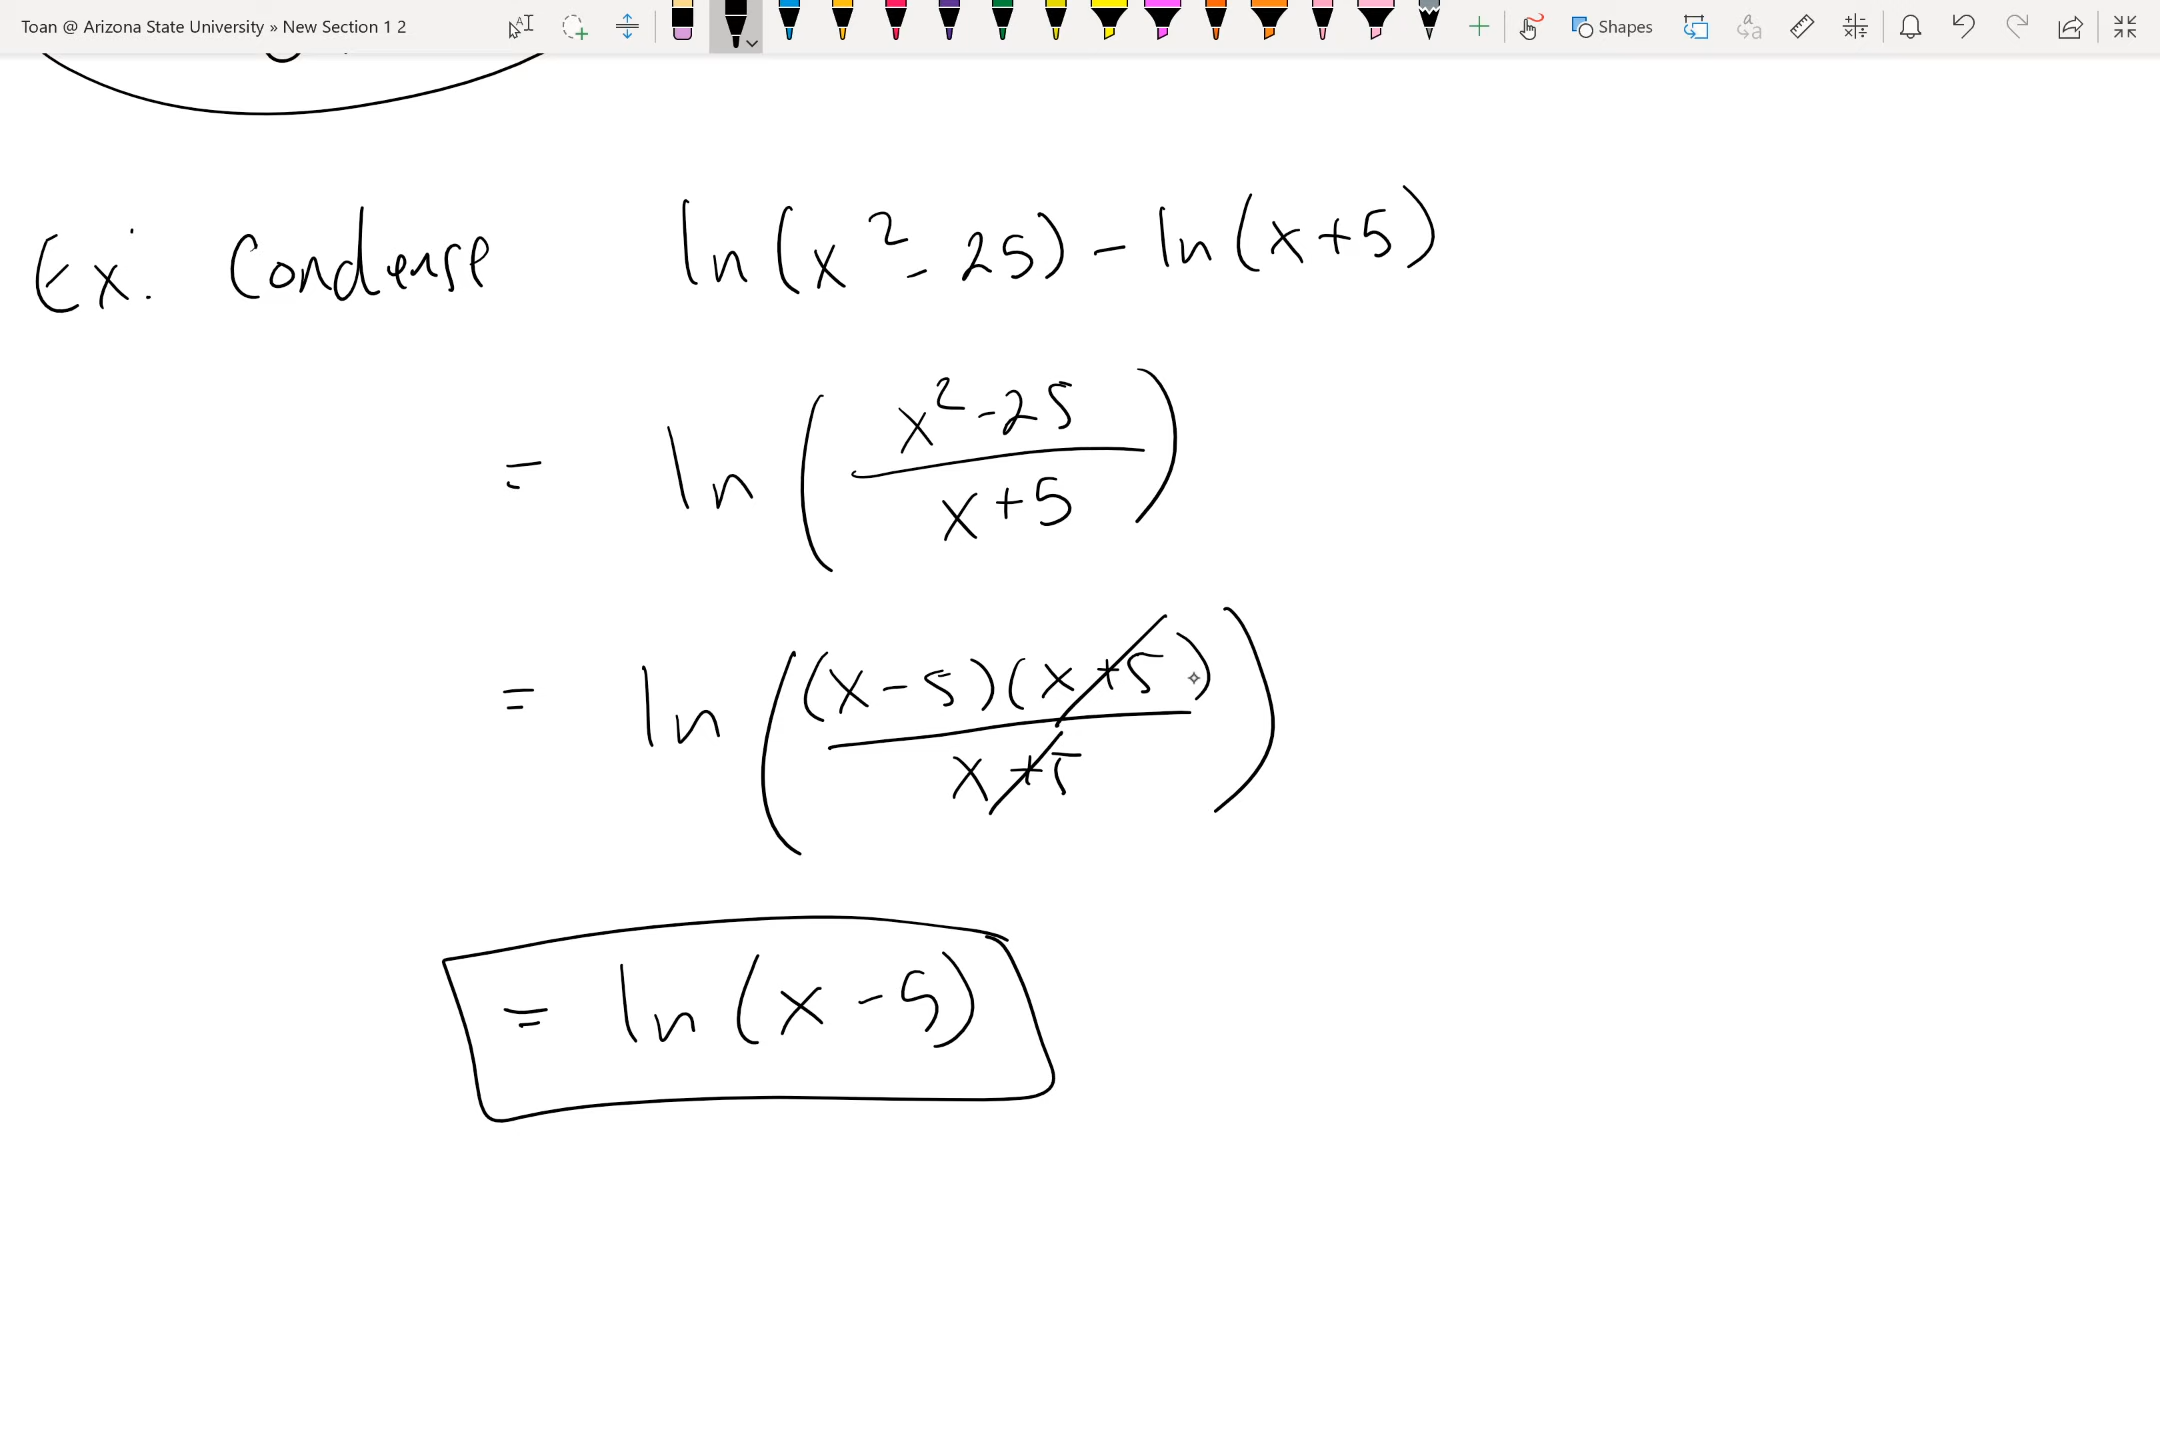 Toan @ Arizona State University » New Section 1 2 Shapes
Ex: Condense ln(x² - 25) - ln(x+5)
= ln((x²-25)/(x+5))
= ln(((x-5)(x+5))/(x+5))
= ln(x-5)